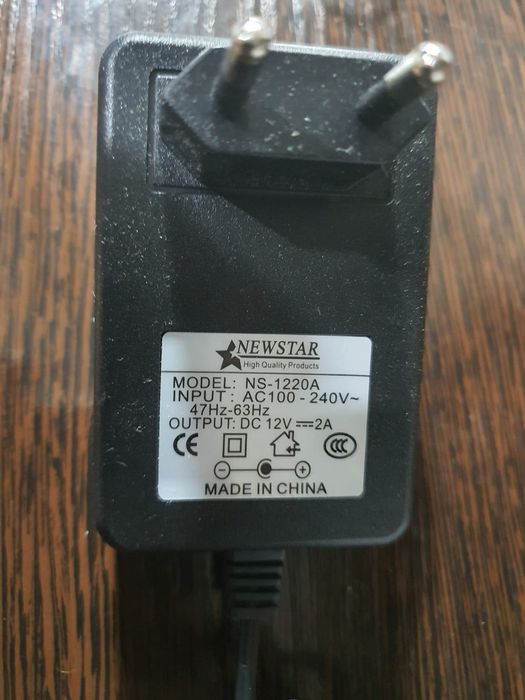 NEWSTAR
High Quality Products
MODEL: NS-1220A
INPUT : AC100 - 240V~
47Hz-63Hz
OUTPUT: DC 12V⎓2A
CE CCC
MADE IN CHINA